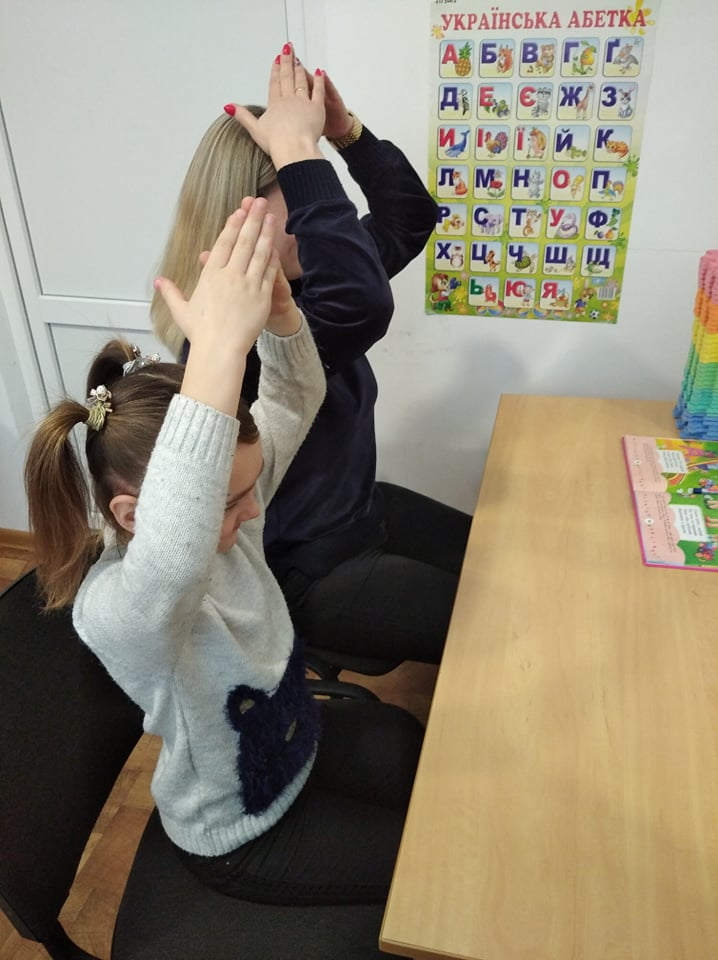 УКРАЇНСЬКА АБЕТКА
А Б В Г Ґ
Д Е Є Ж З
И І Ї Й К
Л М Н О П
Р С Т У Ф
Х Ц Ч Ш Щ
Ь Ю Я